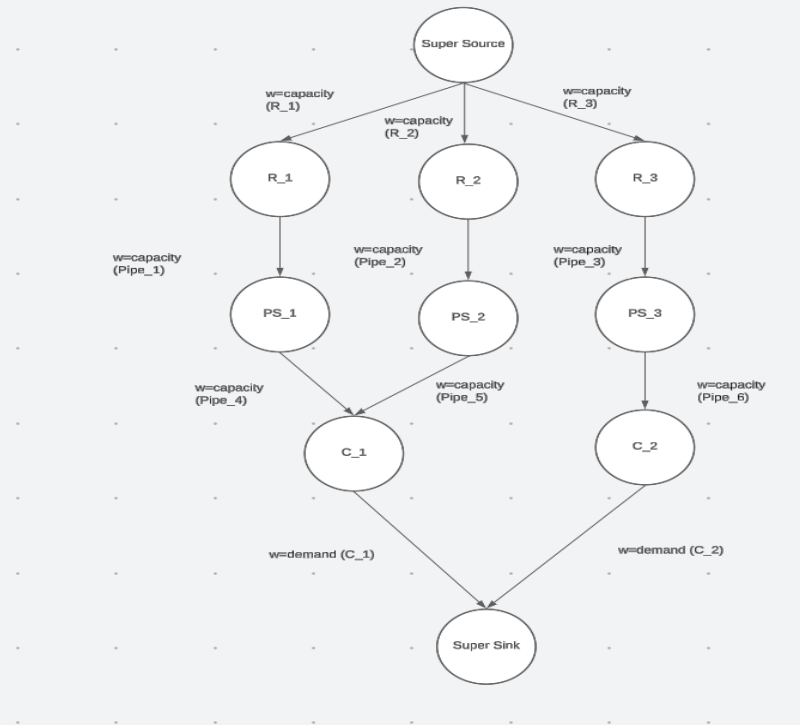 Super Source
w=capacity
(R_1)
w=capacity
(R_2)
w=capacity
(R_3)
R_1
R_2
R_3
w=capacity
(Pipe_1)
w=capacity
(Pipe_2)
w=capacity
(Pipe_3)
PS_1
PS_2
PS_3
w=capacity
(Pipe_4)
w=capacity
(Pipe_5)
w=capacity
(Pipe_6)
C_1
C_2
w=demand (C_1)
w=demand (C_2)
Super Sink